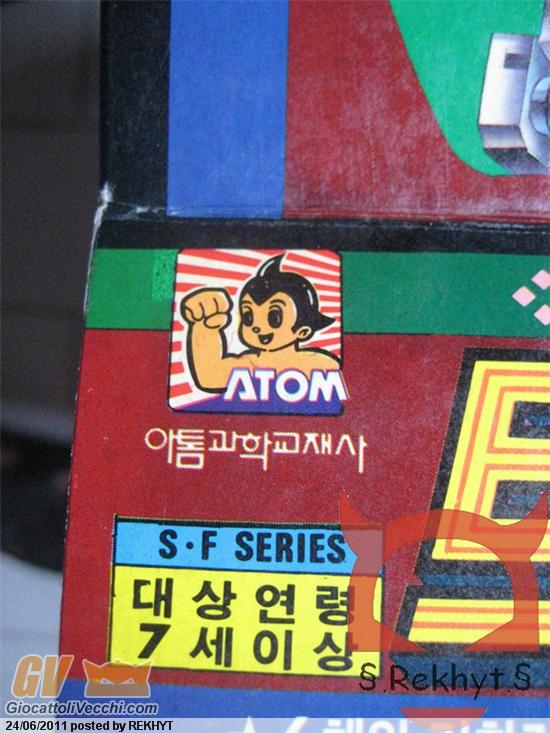 ATOM
아톰과학교재사
S·F SERIES
대상연령
7세이상
§.Rekhyt.§
GV
GiocattoliVecchi.com
24/06/2011 posted by REKHYT